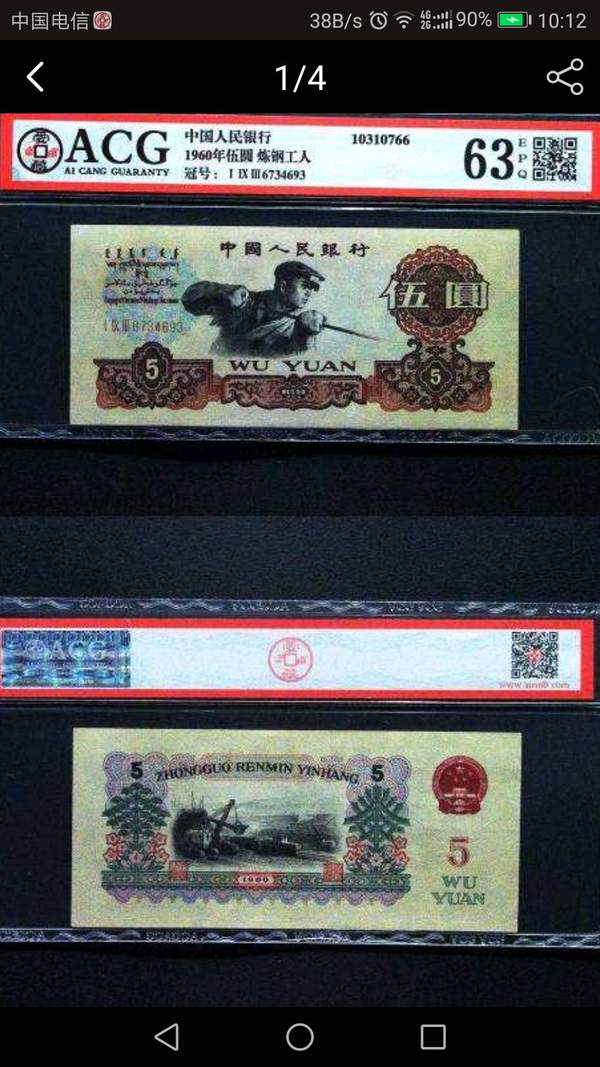 中国电信 38B/s 4G 2G 90% 10:12
1/4
ACG
AI CANG GUARANTY
中国人民银行 10310766
1960年伍圆 炼钢工人
冠号：Ⅰ Ⅸ Ⅲ 6734693
63 EPQ
中國人民銀行
伍圓
Ⅰ Ⅸ Ⅲ 6734693
5
WU YUAN
5
ACG
5 ZHONGGUO RENMIN YINHANG 5
1960
5
WU
YUAN